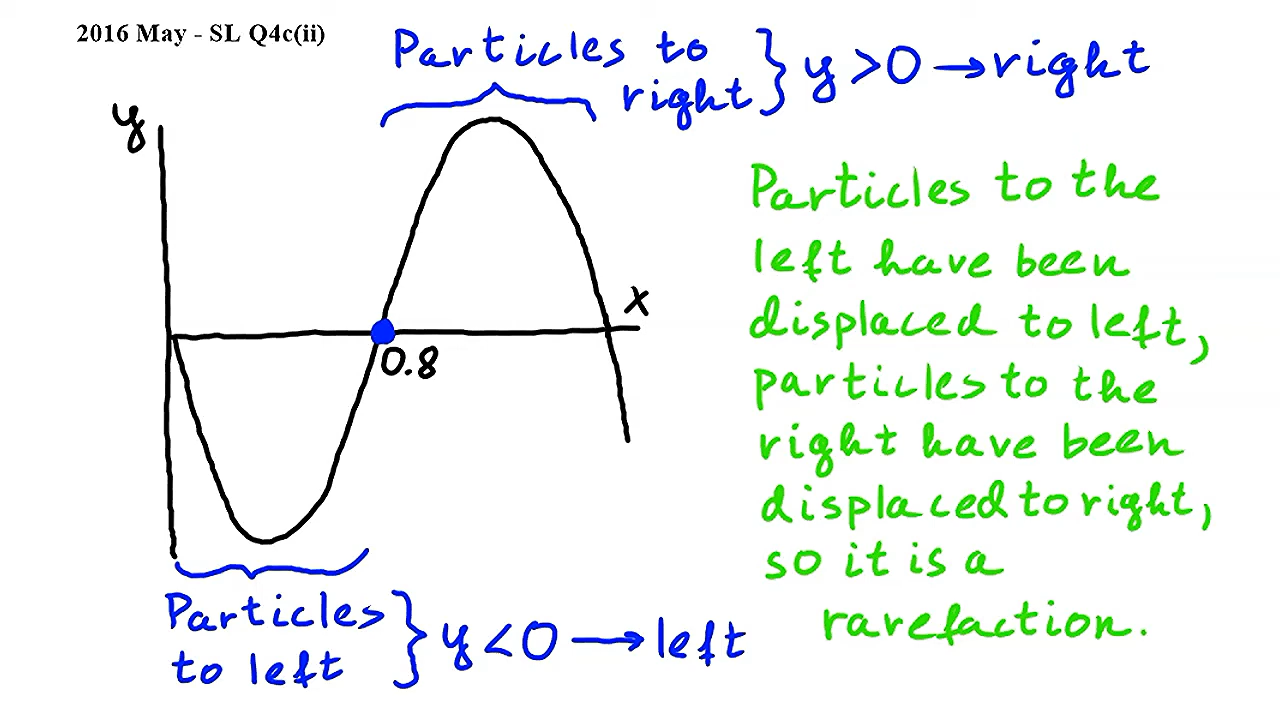 2016 May - SL Q4c(ii)
Particles to right } y > 0 → right
y
x
0.8
Particles to left } y < 0 → left
Particles to the
left have been
displaced to left,
particles to the
right have been
displaced to right,
so it is a
rarefaction.